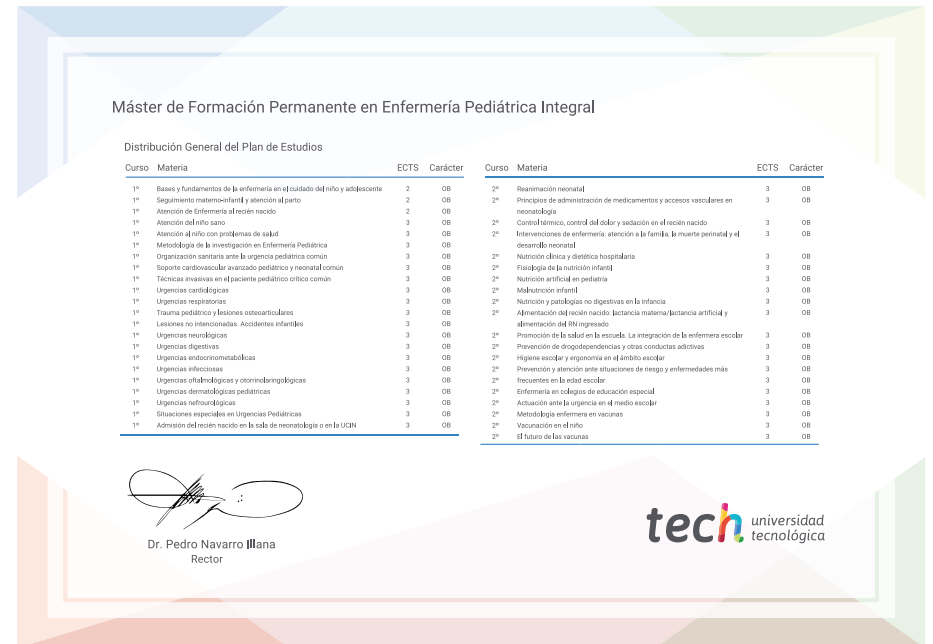 Máster de Formación Permanente en Enfermería Pediátrica Integral
Distribución General del Plan de Estudios
Curso Materia ECTS Carácter
1º Bases y fundamentos de la enfermería en el cuidado del niño y adolescente 2 OB
1º Seguimiento materno-infantil y atención al parto 2 OB
1º Atención de Enfermería al recién nacido 2 OB
1º Atención del niño sano 3 OB
1º Atención al niño con problemas de salud 3 OB
1º Metodología de la investigación en Enfermería Pediátrica 3 OB
1º Organización sanitaria ante la urgencia pediátrica común 3 OB
1º Soporte cardiovascular avanzado pediátrico y neonatal común 3 OB
1º Técnicas invasivas en el paciente pediátrico crítico común 3 OB
1º Urgencias cardiológicas 3 OB
1º Urgencias respiratorias 3 OB
1º Trauma pediátrico y lesiones osteoarticulares 3 OB
1º Lesiones no intencionadas. Accidentes infantiles 3 OB
1º Urgencias neurológicas 3 OB
1º Urgencias digestivas 3 OB
1º Urgencias endocrinometabólicas 3 OB
1º Urgencias infecciosas 3 OB
1º Urgencias oftalmológicas y otorrinolaringológicas 3 OB
1º Urgencias dermatológicas pediátricas 3 OB
1º Urgencias nefrourológicas 3 OB
1º Situaciones especiales en Urgencias Pediátricas 3 OB
1º Admisión del recién nacido en la sala de neonatología o en la UCIN 3 OB
Curso Materia ECTS Carácter
2º Reanimación neonatal 3 OB
2º Principios de administración de medicamentos y accesos vasculares en 3 OB
neonatología
2º Control térmico, control del dolor y sedación en el recién nacido 3 OB
2º Intervenciones de enfermería: atención a la familia, la muerte perinatal y el 3 OB
desarrollo neonatal
2º Nutrición clínica y dietética hospitalaria 3 OB
2º Fisiología de la nutrición infantil 3 OB
2º Nutrición artificial en pediatría 3 OB
2º Malnutrición infantil 3 OB
2º Nutrición y patologías no digestivas en la infancia 3 OB
2º Alimentación del recién nacido: lactancia materna/lactancia artificial y 3 OB
alimentación del RN ingresado
2º Promoción de la salud en la escuela. La integración de la enfermera escolar 3 OB
2º Prevención de drogodependencias y otras conductas adictivas 3 OB
2º Higiene escolar y ergonomía en el ámbito escolar 3 OB
2º Prevención y atención ante situaciones de riesgo y enfermedades más 3 OB
2º frecuentes en la edad escolar 3 OB
2º Enfermería en colegios de educación especial 3 OB
2º Actuación ante la urgencia en el medio escolar 3 OB
2º Metodología enfermera en vacunas 3 OB
2º Vacunación en el niño 3 OB
2º El futuro de las vacunas 3 OB
Dr. Pedro Navarro Illana
Rector
tech universidad
tecnológica